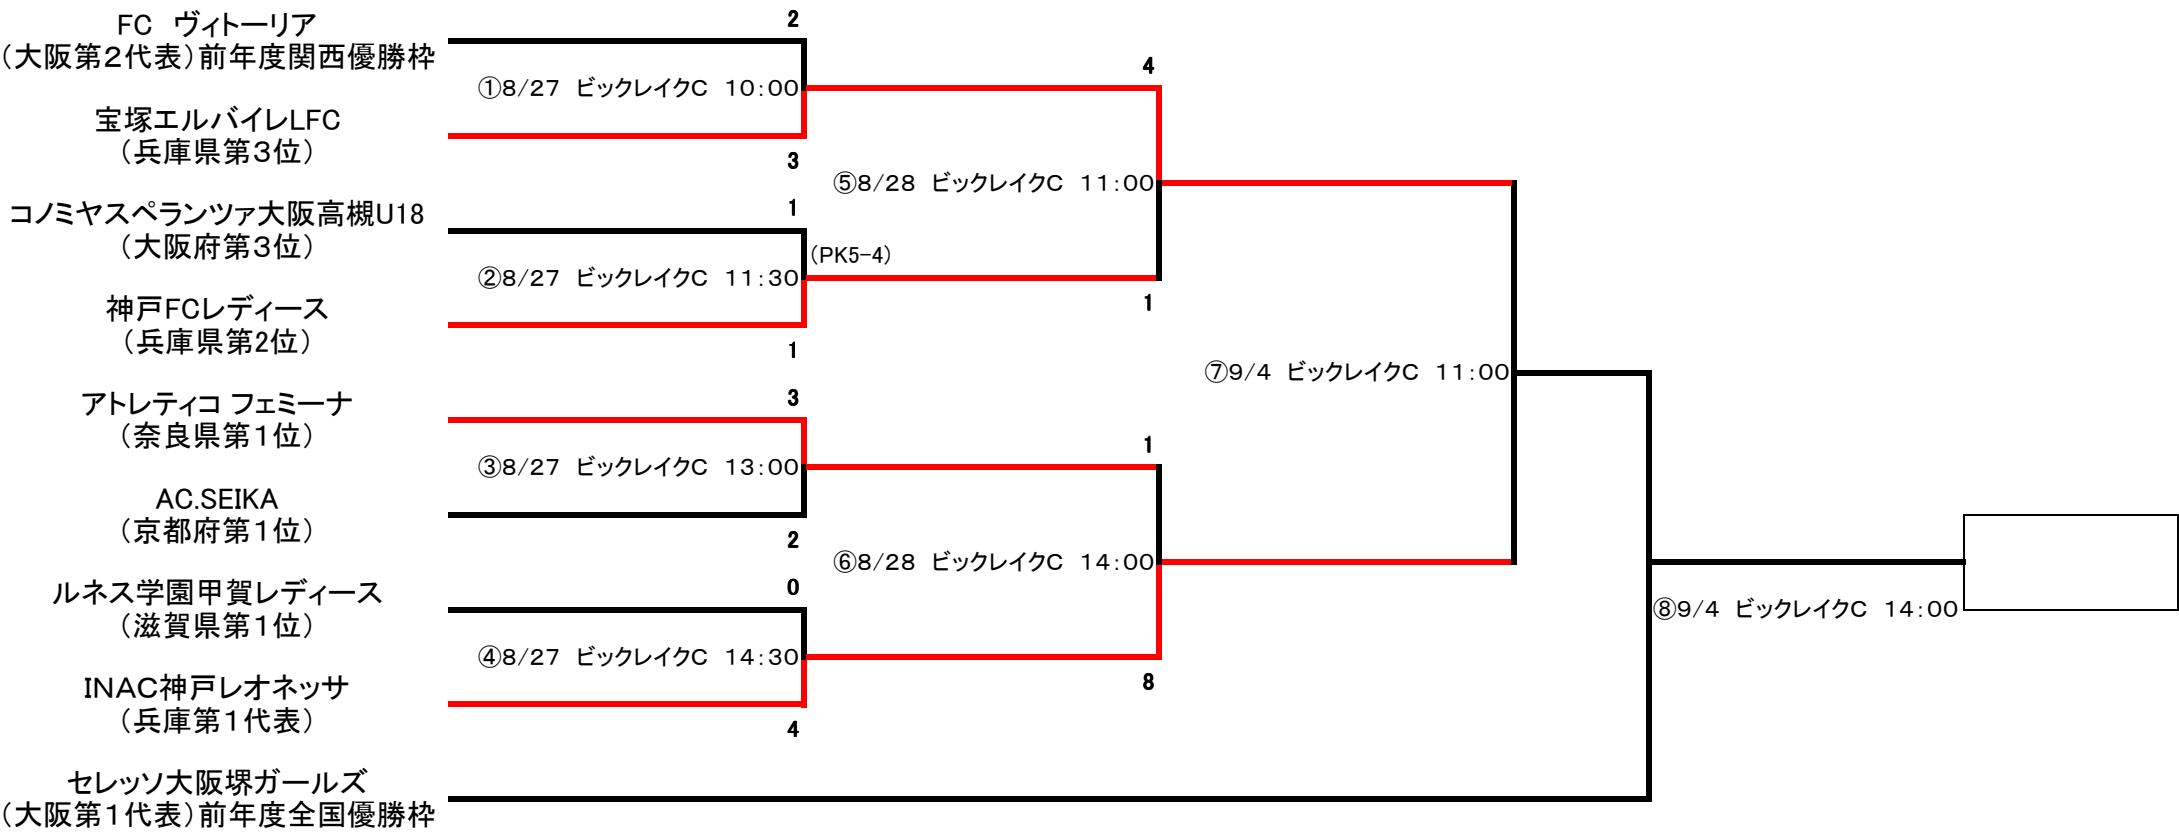 FC　ヴィトーリア
（大阪第２代表）前年度関西優勝枠
2
①8/27　ビックレイクC　10：00
4
宝塚エルバイレLFC
（兵庫県第３位）
3
⑤8/28　ビックレイクC　11：00
コノミヤスペランツァ大阪高槻U18
（大阪府第３位）
1
（PK5-4）
②8/27　ビックレイクC　11：30
1
神戸FCレディース
（兵庫県第2位）
1
⑦9/4　ビックレイクC　11：00
アトレティコ フェミーナ
（奈良県第１位）
3
1
③8/27　ビックレイクC　13：00
AC.SEIKA
（京都府第１位）
2
⑥8/28　ビックレイクC　14：00
ルネス学園甲賀レディース
（滋賀県第１位）
0
⑧9/4　ビックレイクC　14：00
④8/27　ビックレイクC　14：30
8
INAC神戸レオネッサ
（兵庫第１代表）
4
セレッソ大阪堺ガールズ
（大阪第１代表）前年度全国優勝枠